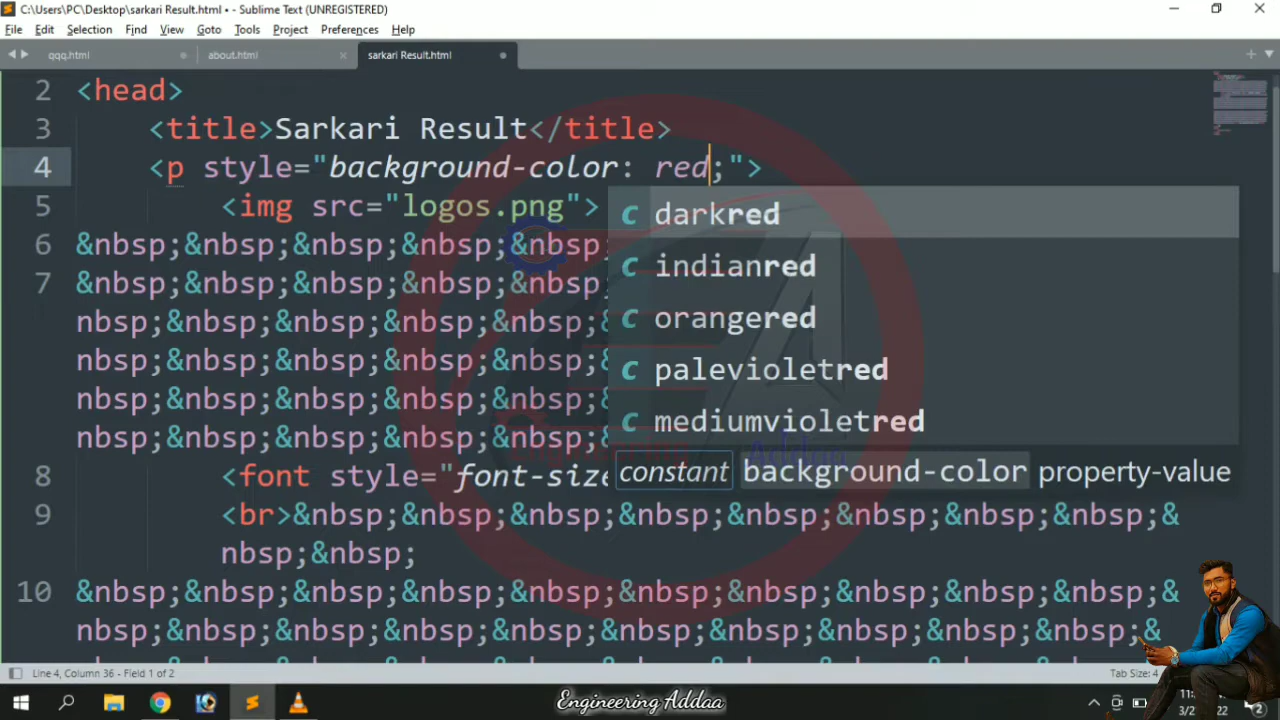 C:\Users\PC\Desktop\sarkari Result.html • - Sublime Text (UNREGISTERED)
File Edit Selection Find View Goto Tools Project Preferences Help
qqq.html about.html sarkari Result.html
2 <head>
3 <title>Sarkari Result</title>
4 <p style="background-color: red;">
5 <img src="logos.png">
6 &nbsp;&nbsp;&nbsp;&nbsp;&nbsp;
7 &nbsp;&nbsp;&nbsp;&nbsp;&nbsp;
nbsp;&nbsp;&nbsp;&nbsp;&nbsp;&
nbsp;&nbsp;&nbsp;&nbsp;&nbsp;&
nbsp;&nbsp;&nbsp;&nbsp;&nbsp;&
nbsp;&nbsp;&nbsp;&nbsp;&nbsp;&
c darkred
c indianred
c orangered
c palevioletred
c mediumvioletred
constant background-color property-value
Engineering Addaa
8 <font style="font-size
9 <br>&nbsp;&nbsp;&nbsp;&nbsp;&nbsp;&nbsp;&nbsp;&nbsp;&
nbsp;&nbsp;
10 &nbsp;&nbsp;&nbsp;&nbsp;&nbsp;&nbsp;&nbsp;&nbsp;&nbsp;&nbsp;&
nbsp;&nbsp;&nbsp;&nbsp;&nbsp;&nbsp;&nbsp;&nbsp;&nbsp;&nbsp;&
Line 4, Column 36 - Field 1 of 2
Tab Size: 4
Engineering Addaa